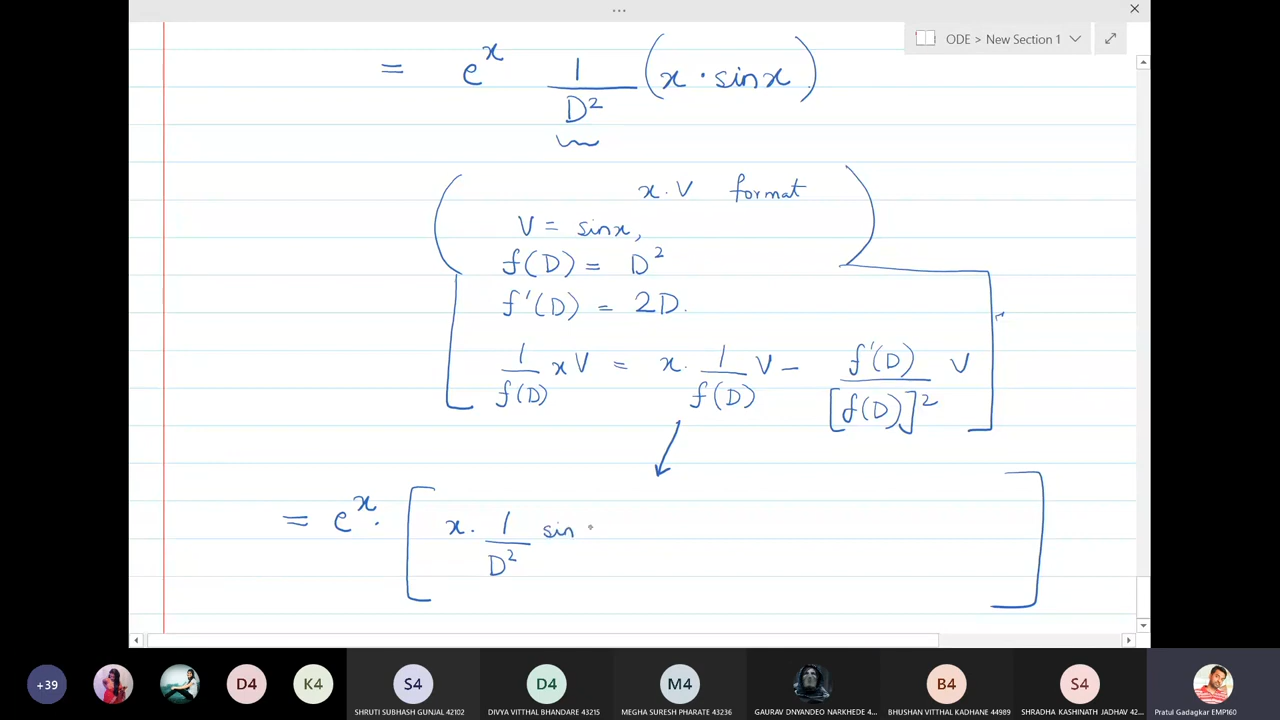 ODE > New Section 1
= e^x 1/D² (x · sinx)
x.V format
V = sinx,
f(D) = D²
f'(D) = 2D.
1/f(D) xV = x. 1/f(D) V - f'(D)/[f(D)]² V
= e^x. [ x. 1/D² sin ]
+39
D4
K4
S4
D4
M4
B4
S4
SHRUTI SUBHASH GUNJAL 42102
DIVYA VITTHAL BHANDARE 43215
MEGHA SURESH PHARATE 43236
GAURAV DNYANDEO NARKHEDE 4...
BHUSHAN VITTHAL KADHANE 44989
SHRADHA KASHINATH JADHAV 42...
Pratul Gadagkar EMP160